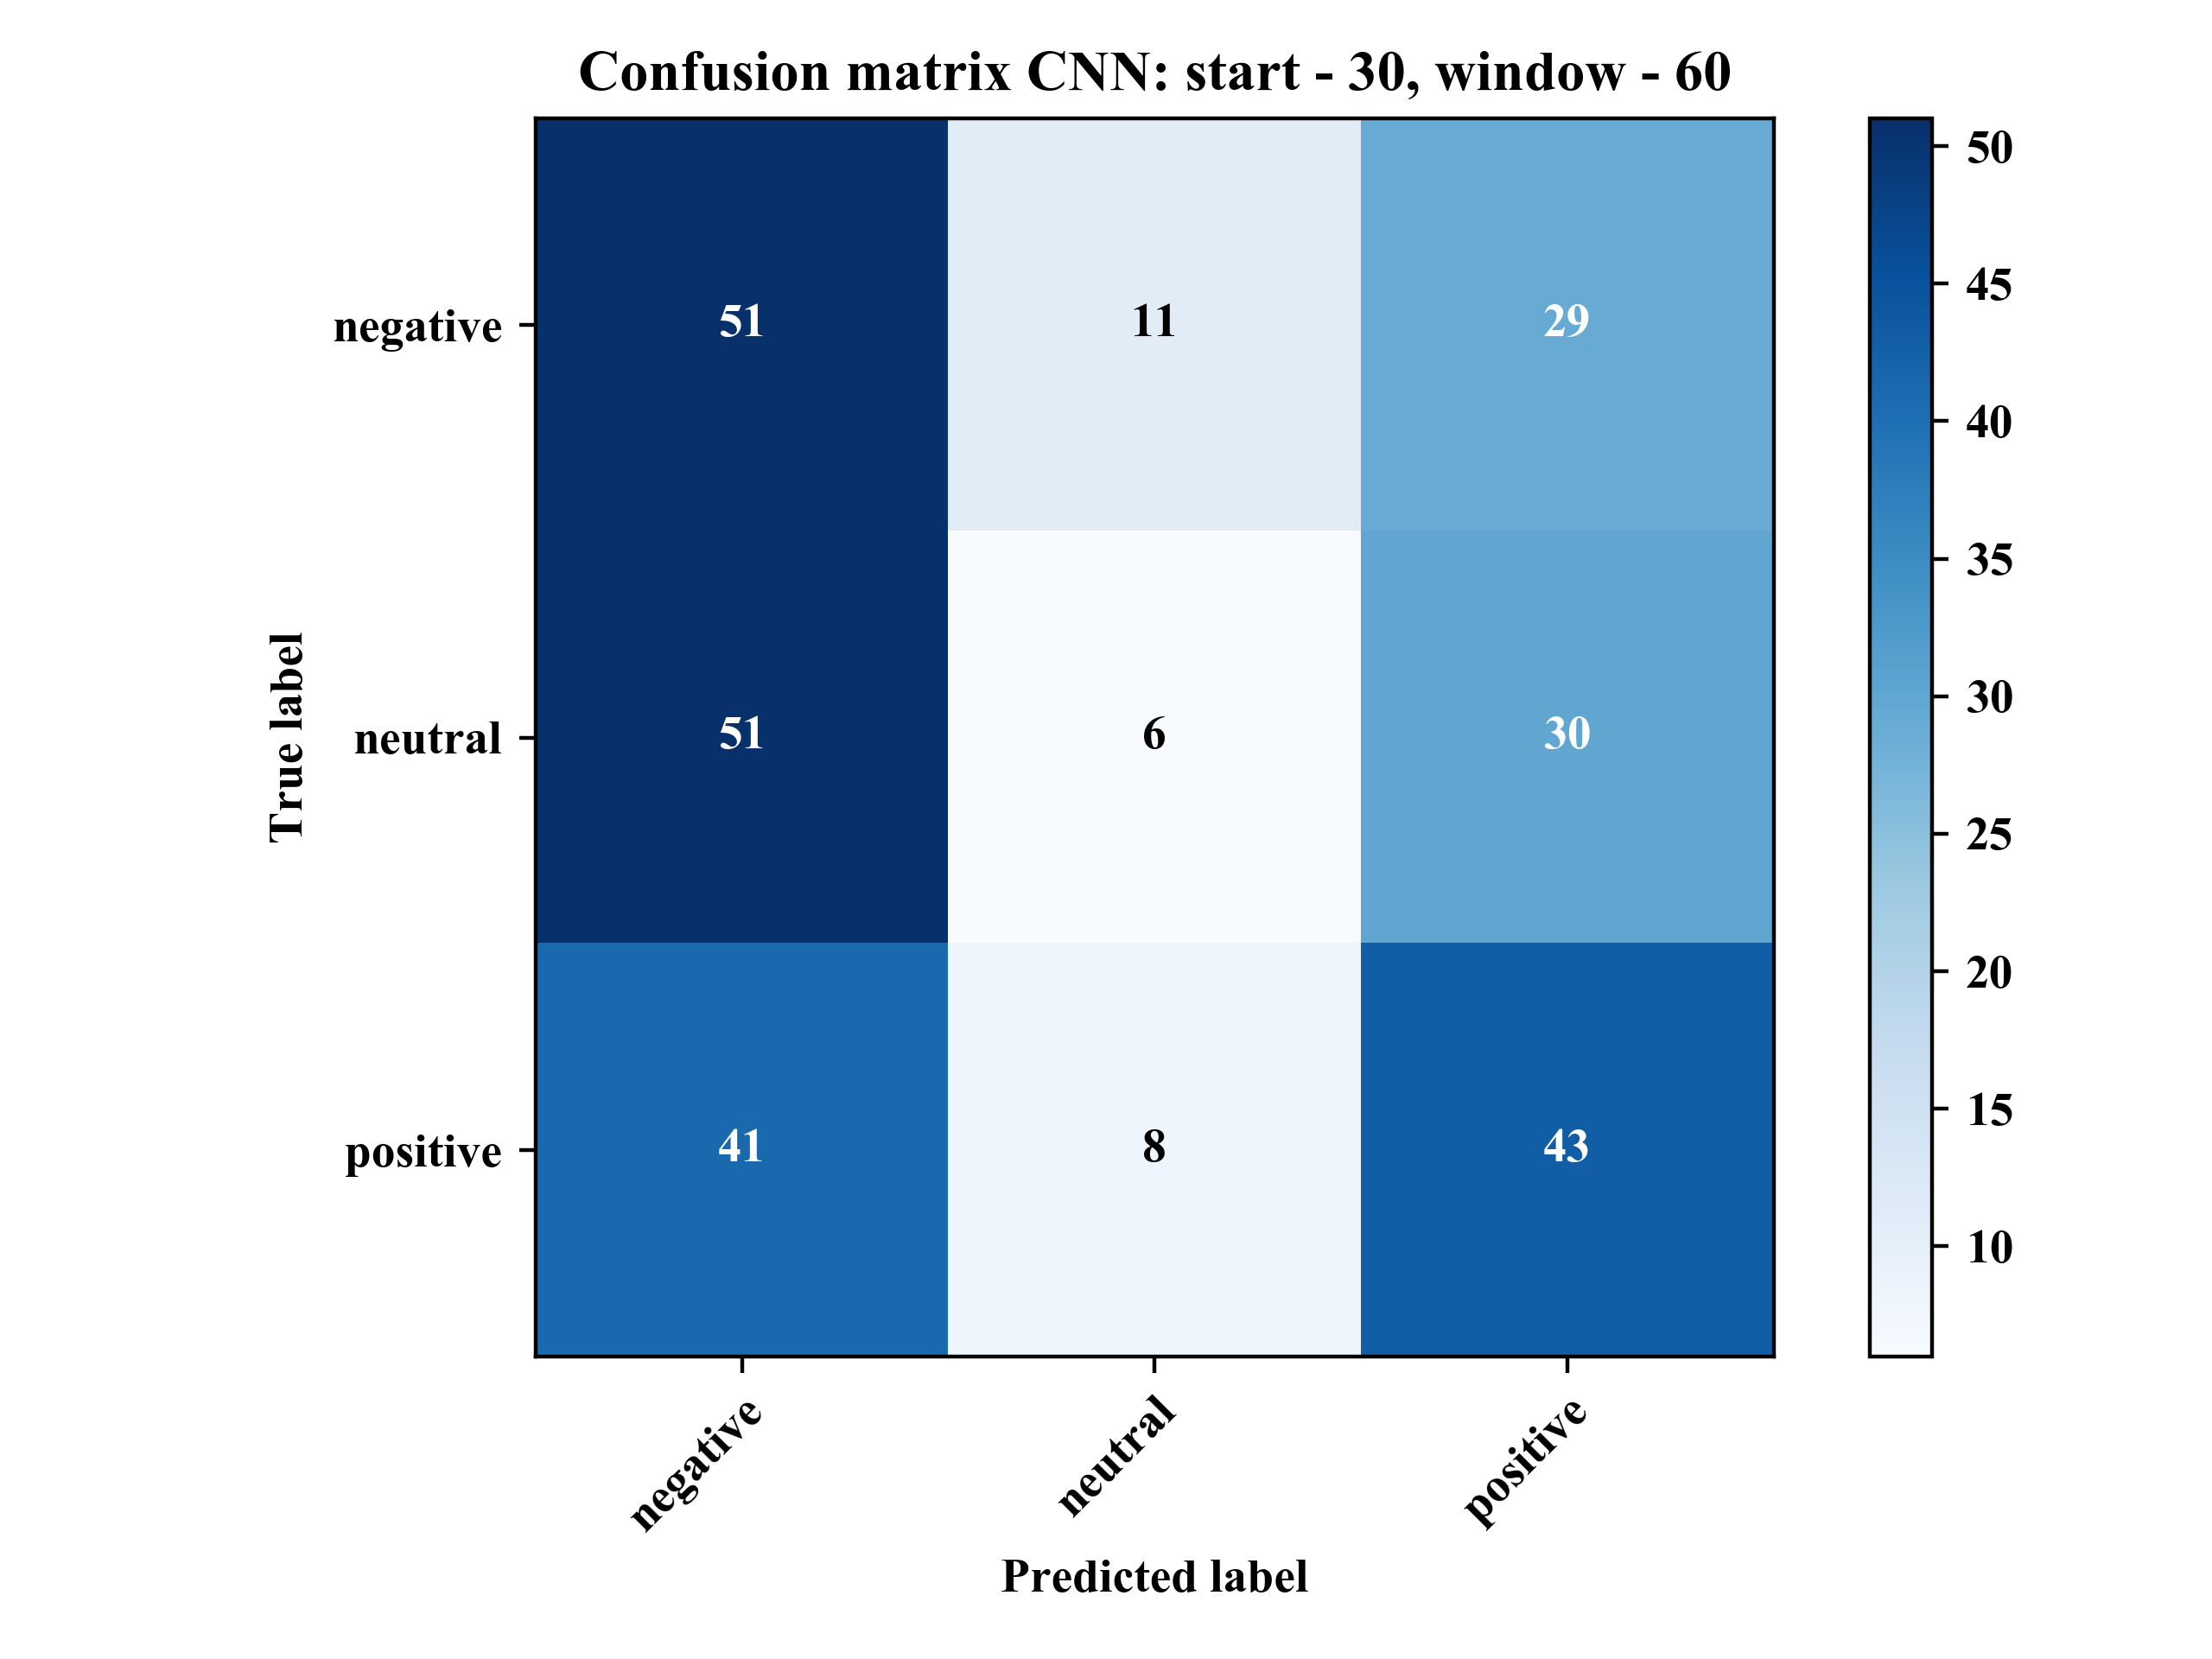 Confusion matrix CNN: start - 30, window - 60
True label
negative
51
11
29
neutral
51
6
30
positive
41
8
43
negative
neutral
positive
Predicted label
50
45
40
35
30
25
20
15
10